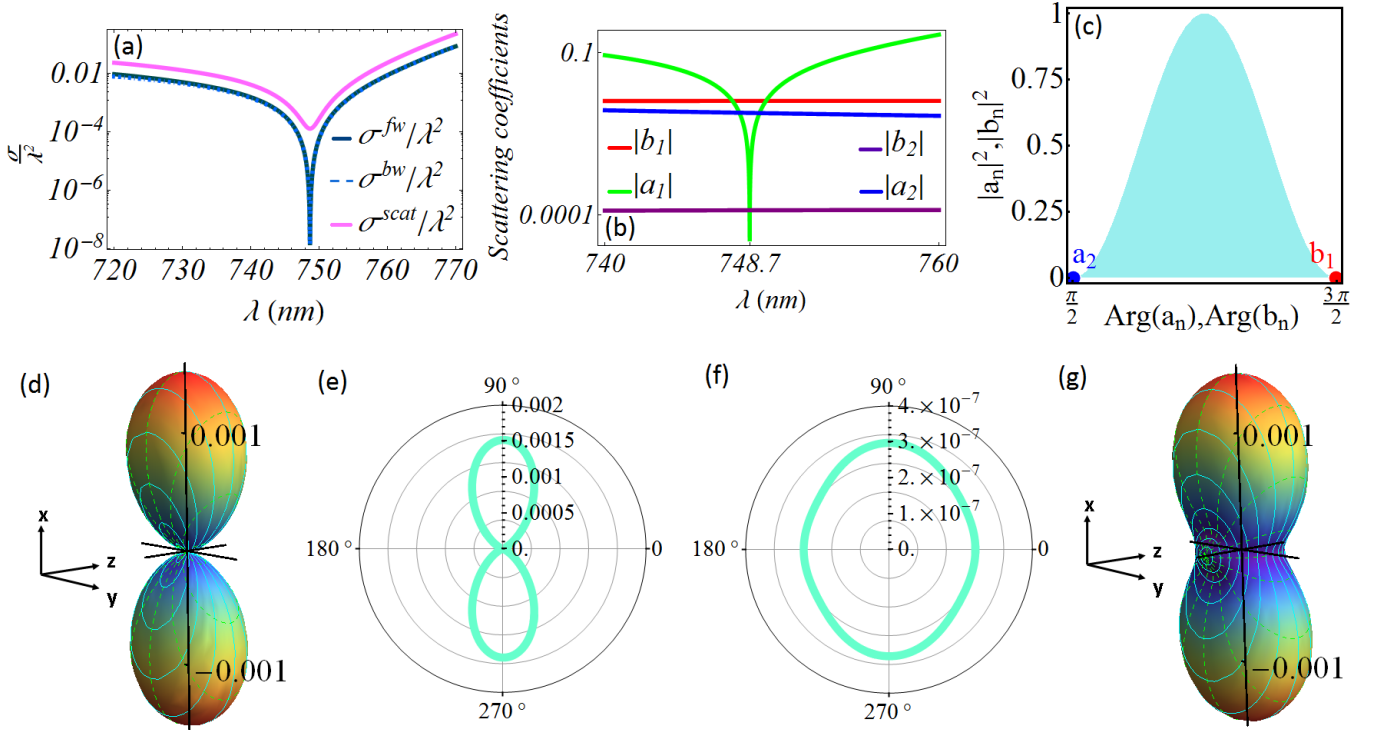 (a)
σ/λ²
0.01
10⁻⁴
10⁻⁶
10⁻⁸
σ^fw/λ²
σ^bw/λ²
σ^scat/λ²
720 730 740 750 760 770
λ (nm)
Scattering coefficients
0.1
0.0001
|b₁| |b₂|
|a₁| |a₂|
(b)
740 748.7 760
λ (nm)
(c)
|aₙ|²,|bₙ|²
1
0.75
0.5
0.25
0
a₂ b₁
π/2 3π/2
Arg(aₙ),Arg(bₙ)
(d)
0.001
−0.001
x
z
y
(e)
90 °
0.002
0.0015
0.001
0.0005
180 ° 0. 0
270 °
(f)
90 °
4.×10⁻⁷
3.×10⁻⁷
2.×10⁻⁷
1.×10⁻⁷
180 ° 0. 0
270 °
(g)
0.001
−0.001
x
z
y